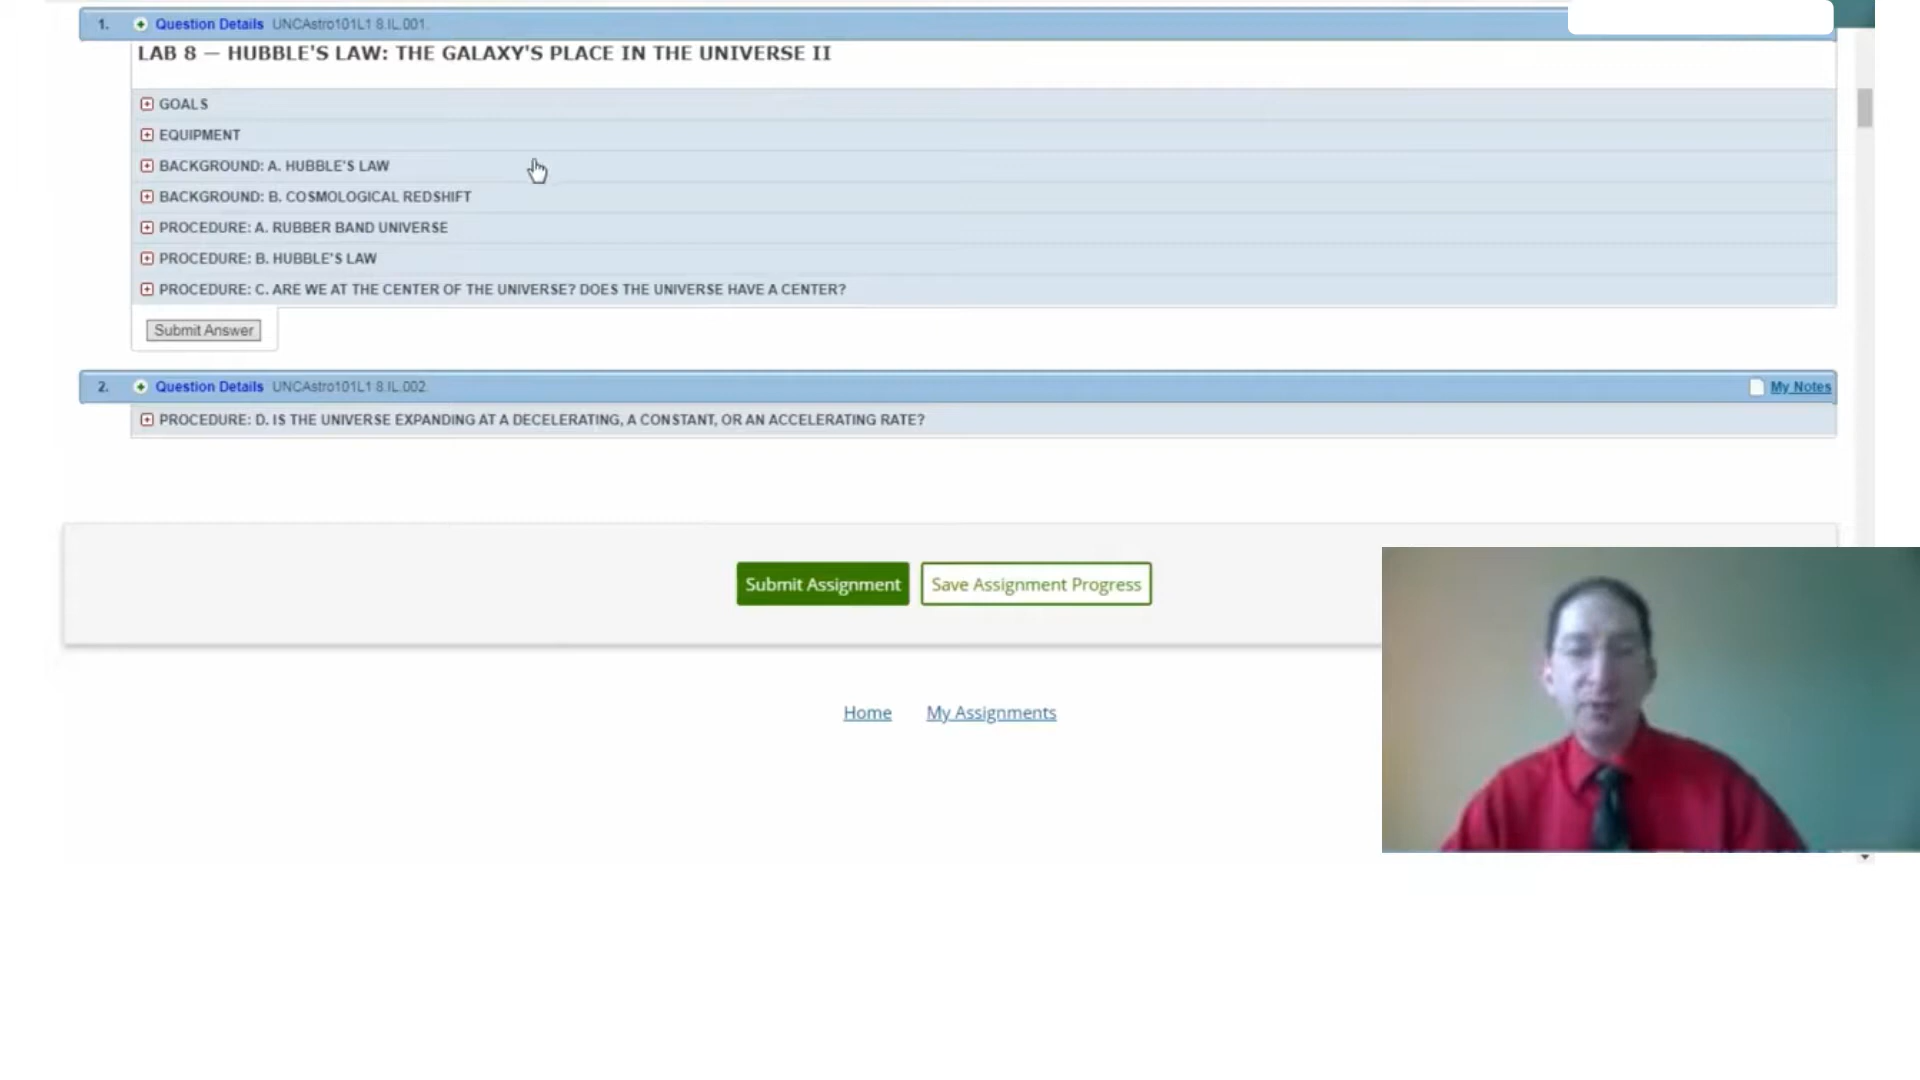 1. Question Details UNCAstro101L1 8.IL.001.
LAB 8 — HUBBLE'S LAW: THE GALAXY'S PLACE IN THE UNIVERSE II
GOALS
EQUIPMENT
BACKGROUND: A. HUBBLE'S LAW
BACKGROUND: B. COSMOLOGICAL REDSHIFT
PROCEDURE: A. RUBBER BAND UNIVERSE
PROCEDURE: B. HUBBLE'S LAW
PROCEDURE: C. ARE WE AT THE CENTER OF THE UNIVERSE? DOES THE UNIVERSE HAVE A CENTER?
Submit Answer
2. Question Details UNCAstro101L1 8.IL.002. My Notes
PROCEDURE: D. IS THE UNIVERSE EXPANDING AT A DECELERATING, A CONSTANT, OR AN ACCELERATING RATE?
Submit Assignment Save Assignment Progress
Home My Assignments